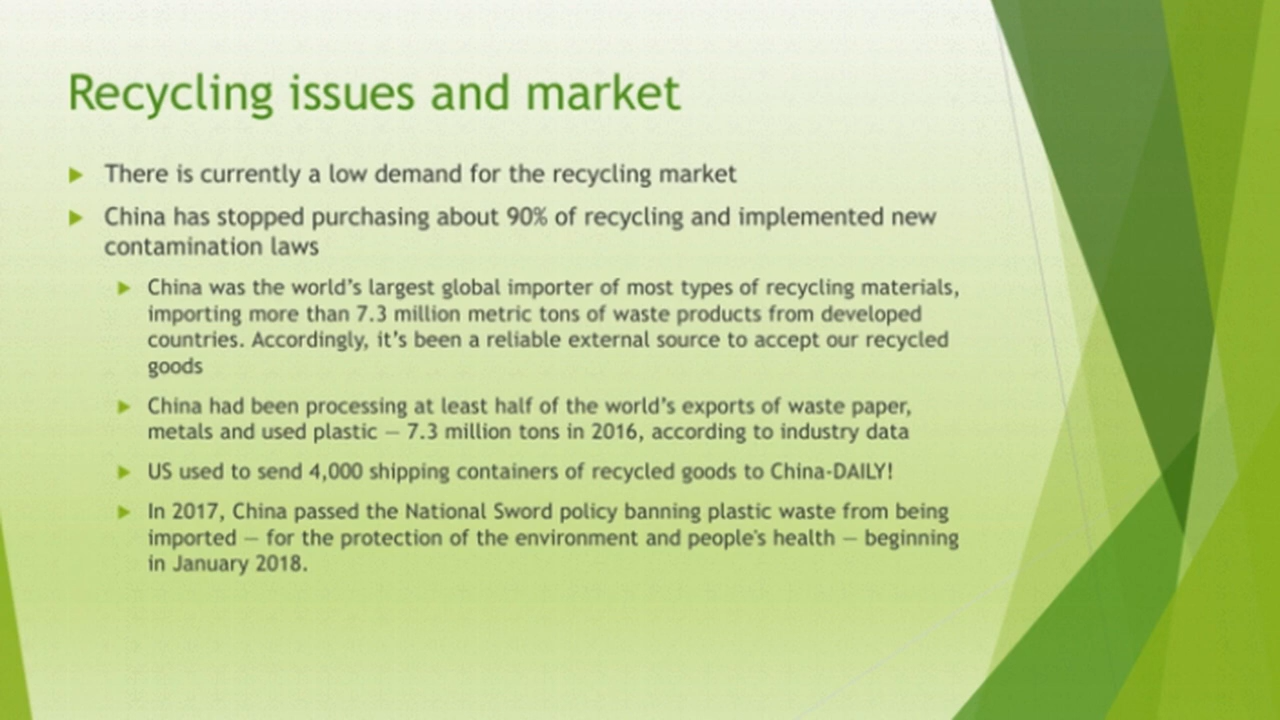 Recycling issues and market
There is currently a low demand for the recycling market
China has stopped purchasing about 90% of recycling and implemented new
contamination laws
China was the world’s largest global importer of most types of recycling materials,
importing more than 7.3 million metric tons of waste products from developed
countries. Accordingly, it’s been a reliable external source to accept our recycled
goods
China had been processing at least half of the world’s exports of waste paper,
metals and used plastic — 7.3 million tons in 2016, according to industry data
US used to send 4,000 shipping containers of recycled goods to China-DAILY!
In 2017, China passed the National Sword policy banning plastic waste from being
imported — for the protection of the environment and people's health — beginning
in January 2018.